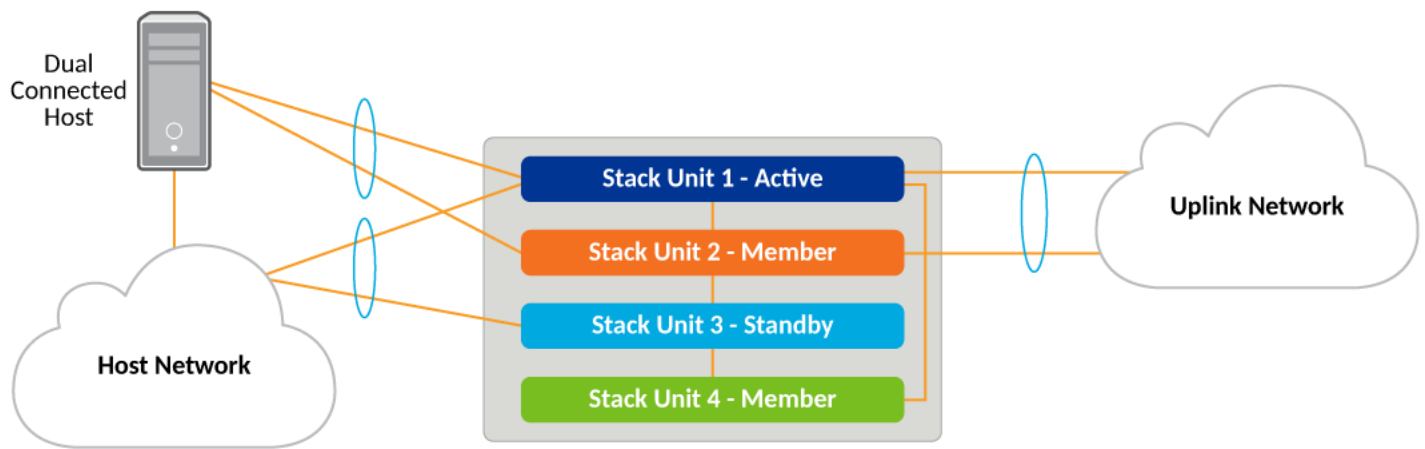 Dual
Connected
Host
Host Network
Stack Unit 1 - Active
Stack Unit 2 - Member
Stack Unit 3 - Standby
Stack Unit 4 - Member
Uplink Network